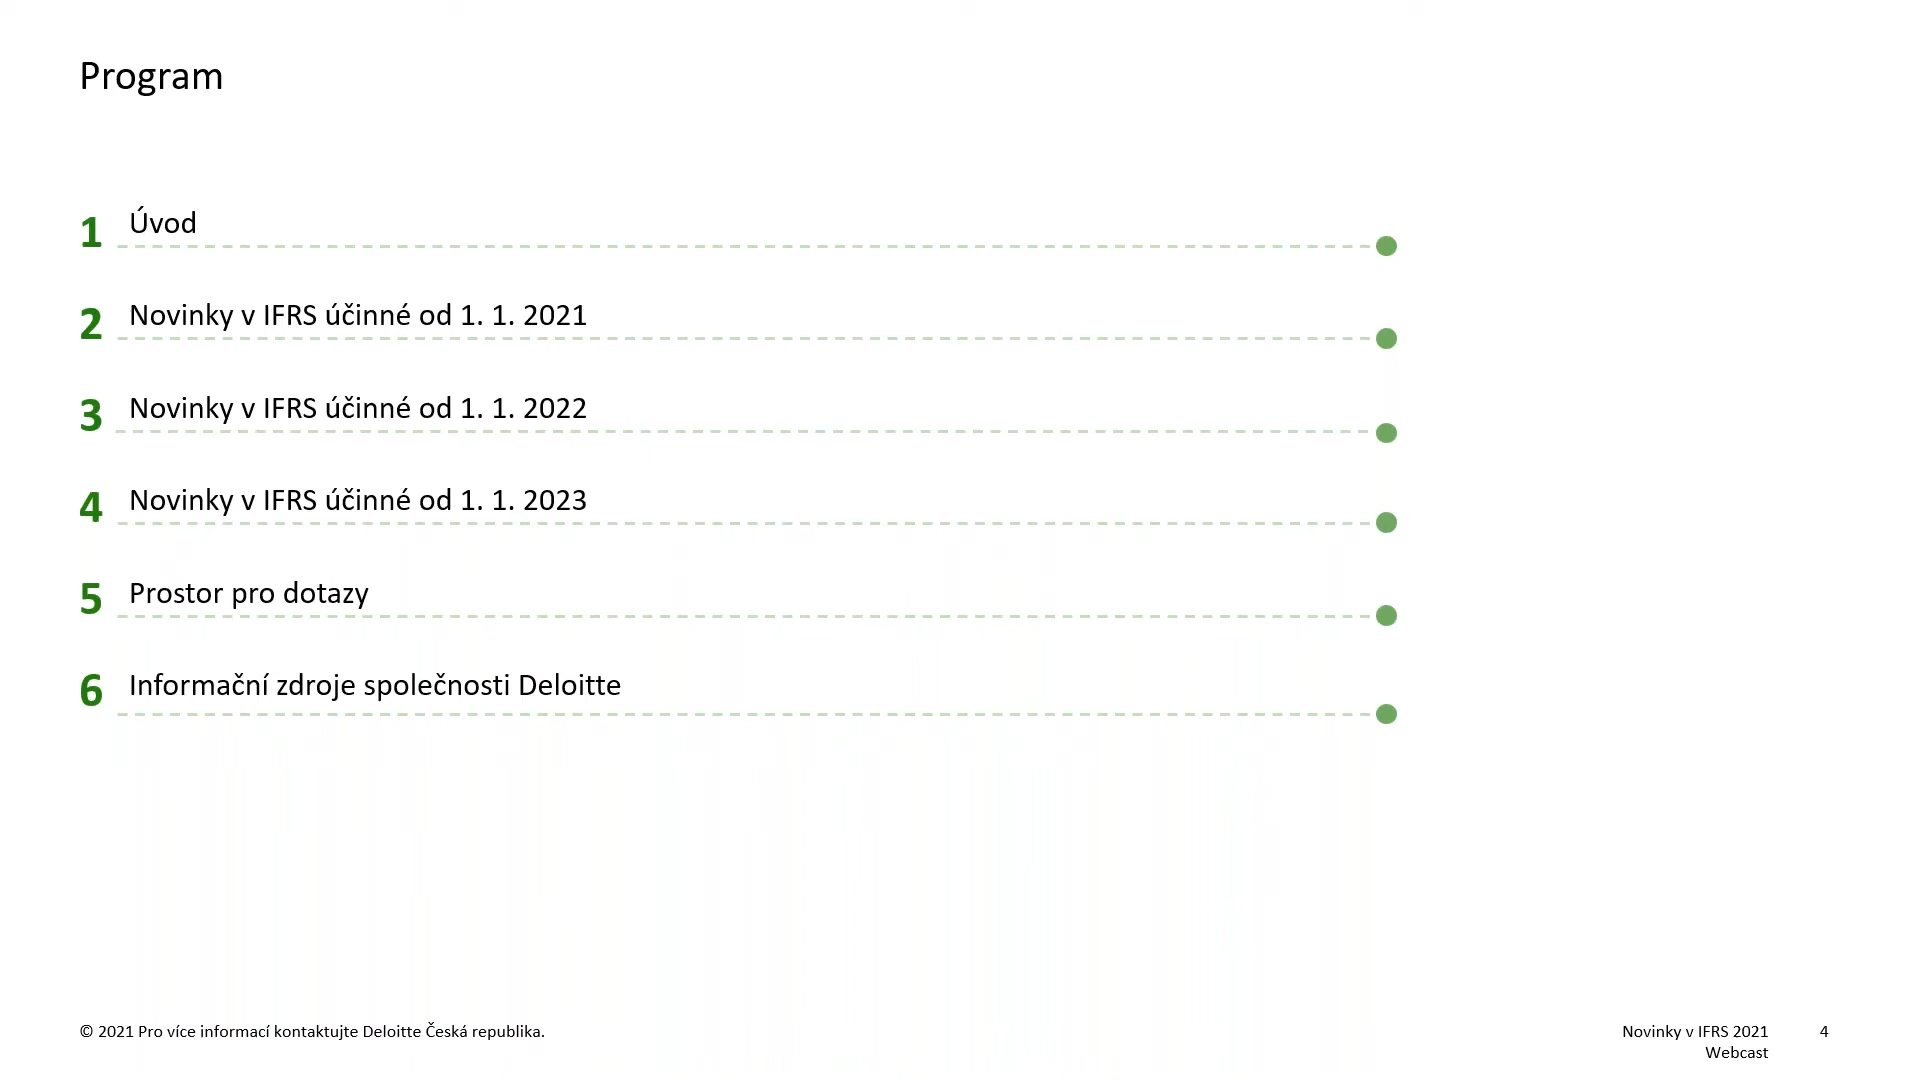 Program
1 Úvod
2 Novinky v IFRS účinné od 1. 1. 2021
3 Novinky v IFRS účinné od 1. 1. 2022
4 Novinky v IFRS účinné od 1. 1. 2023
5 Prostor pro dotazy
6 Informační zdroje společnosti Deloitte
© 2021 Pro více informací kontaktujte Deloitte Česká republika.
Novinky v IFRS 2021 4
Webcast